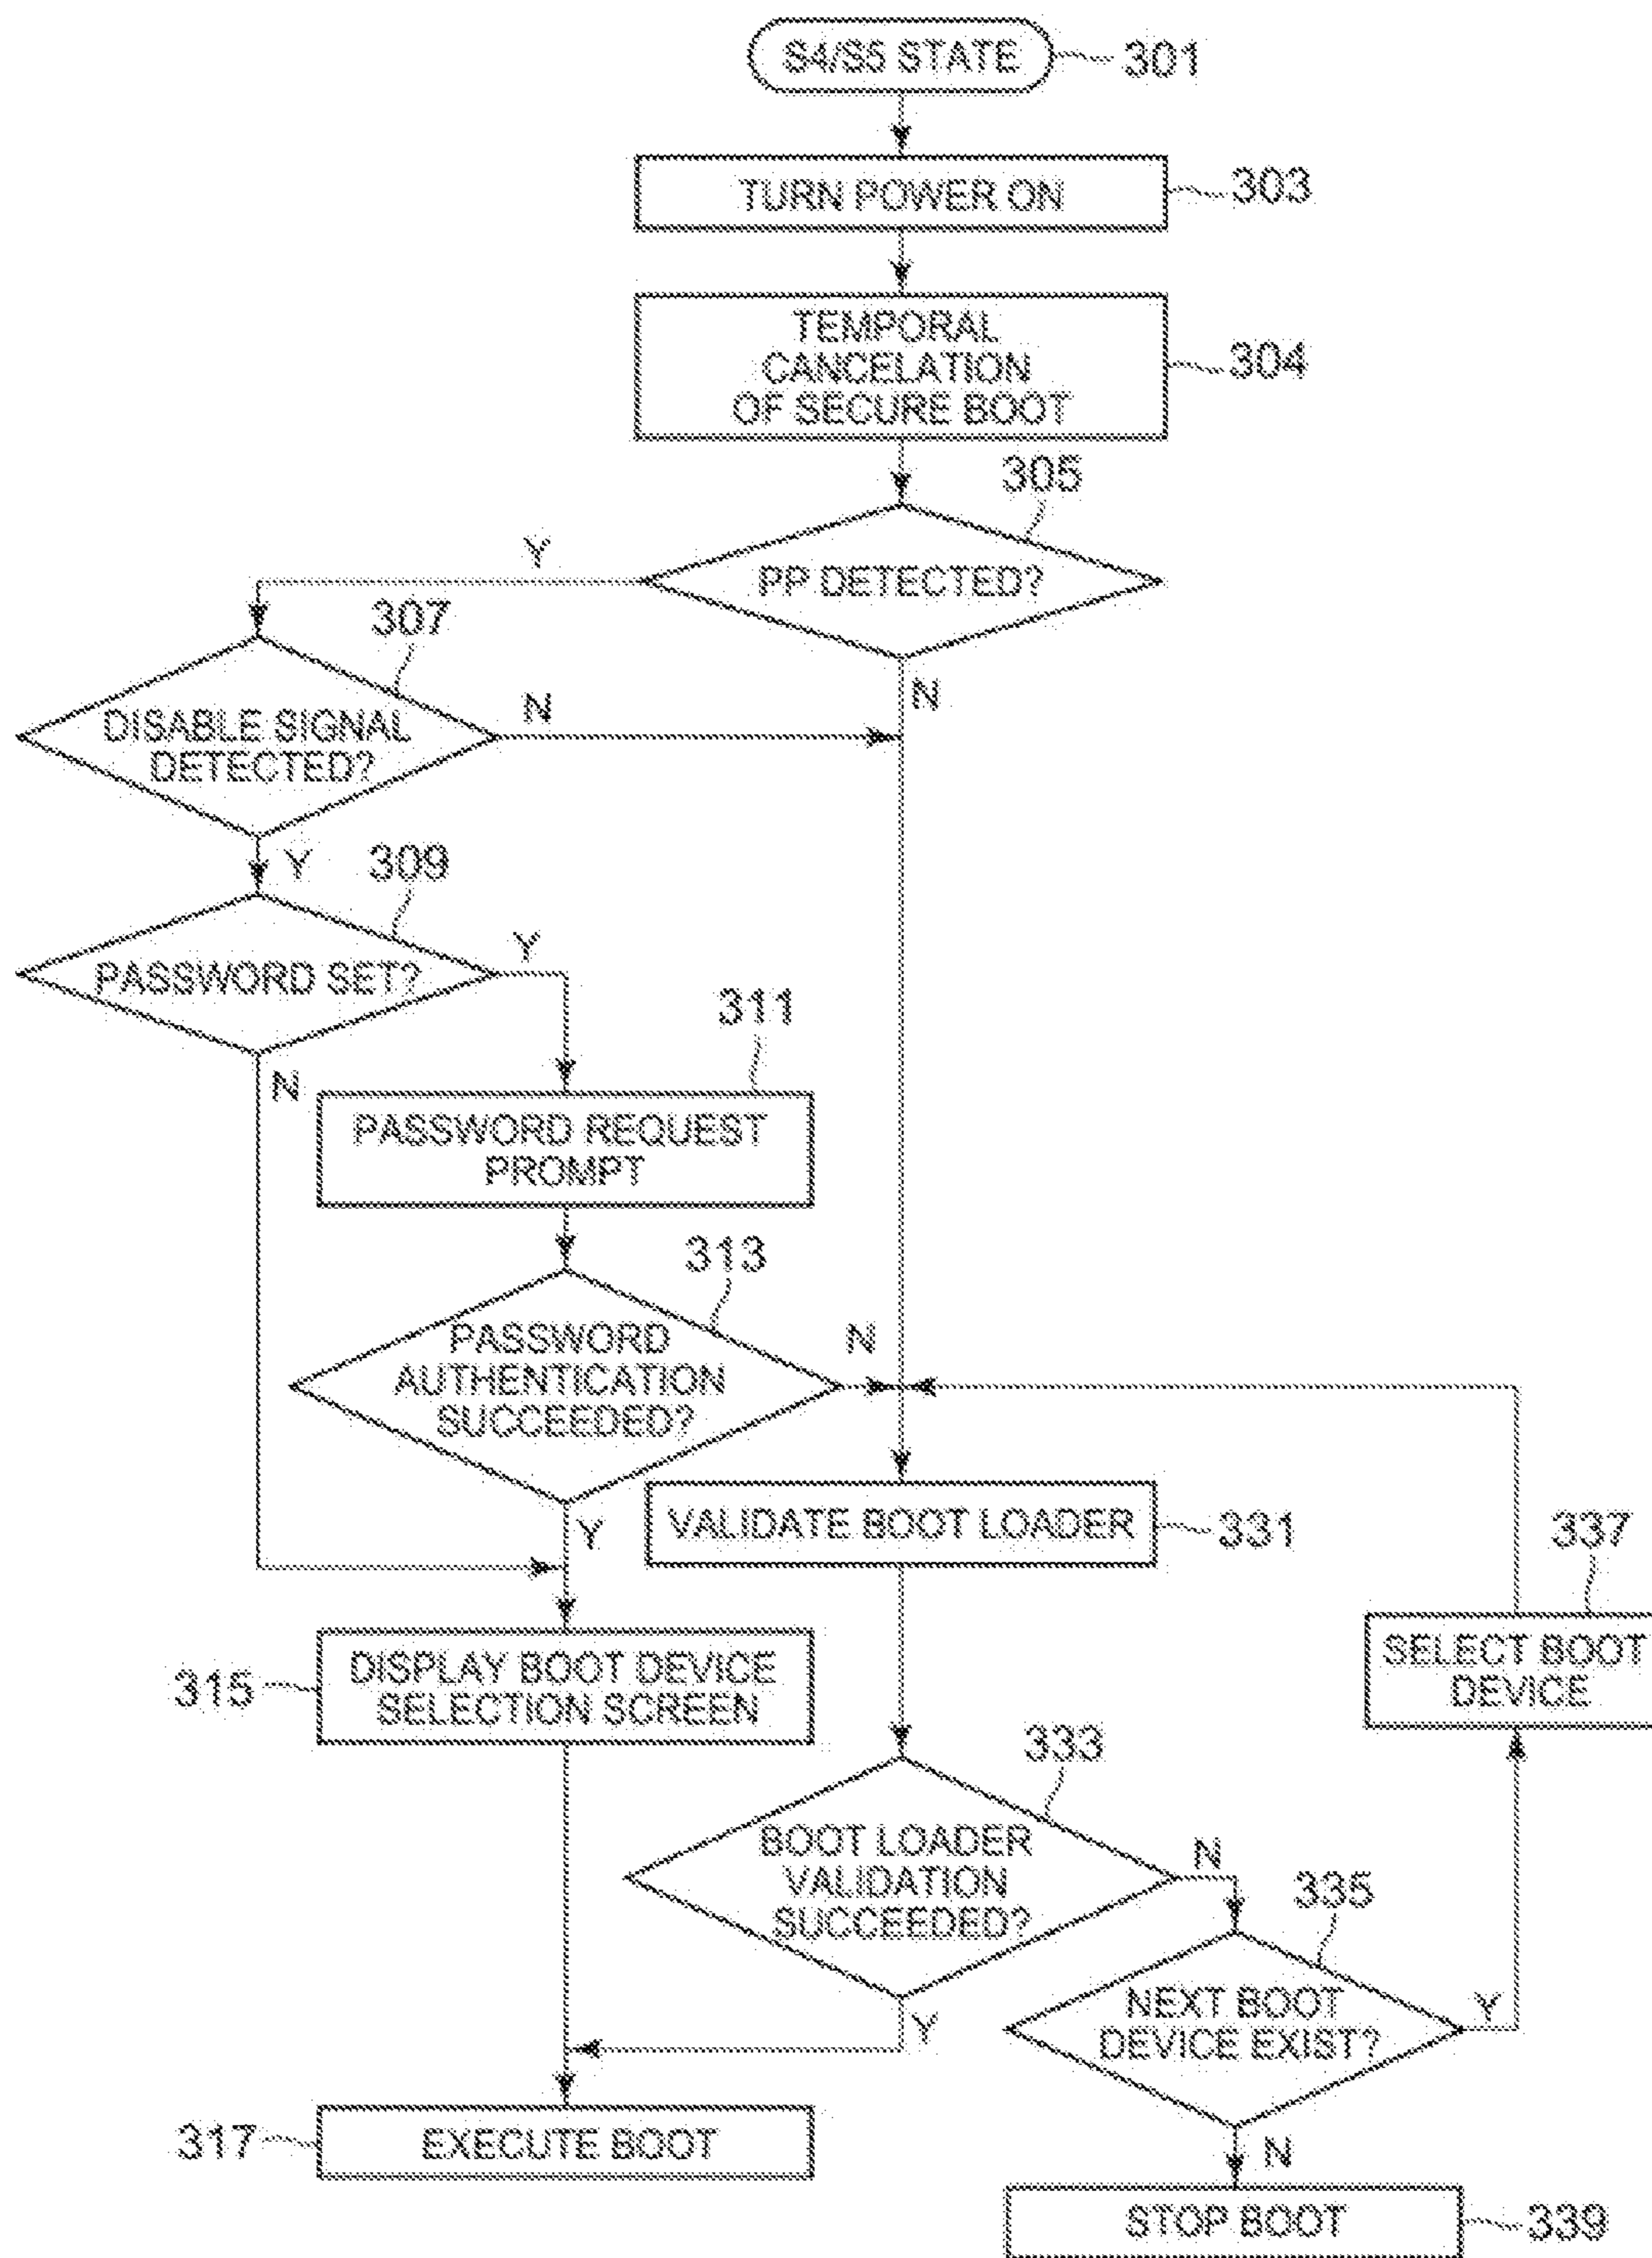 S4/S5 STATE
301
TURN POWER ON
303
TEMPORAL
CANCELATION
OF SECURE BOOT
304
305
PP DETECTED?
Y
N
307
DISABLE SIGNAL
DETECTED?
N
Y
309
PASSWORD SET?
Y
N
311
PASSWORD REQUEST
PROMPT
313
PASSWORD
AUTHENTICATION
SUCCEEDED?
N
Y
VALIDATE BOOT LOADER
331
337
SELECT BOOT
DEVICE
315
DISPLAY BOOT DEVICE
SELECTION SCREEN
333
BOOT LOADER
VALIDATION
SUCCEEDED?
N
Y
335
NEXT BOOT
DEVICE EXIST?
Y
N
317
EXECUTE BOOT
STOP BOOT
339